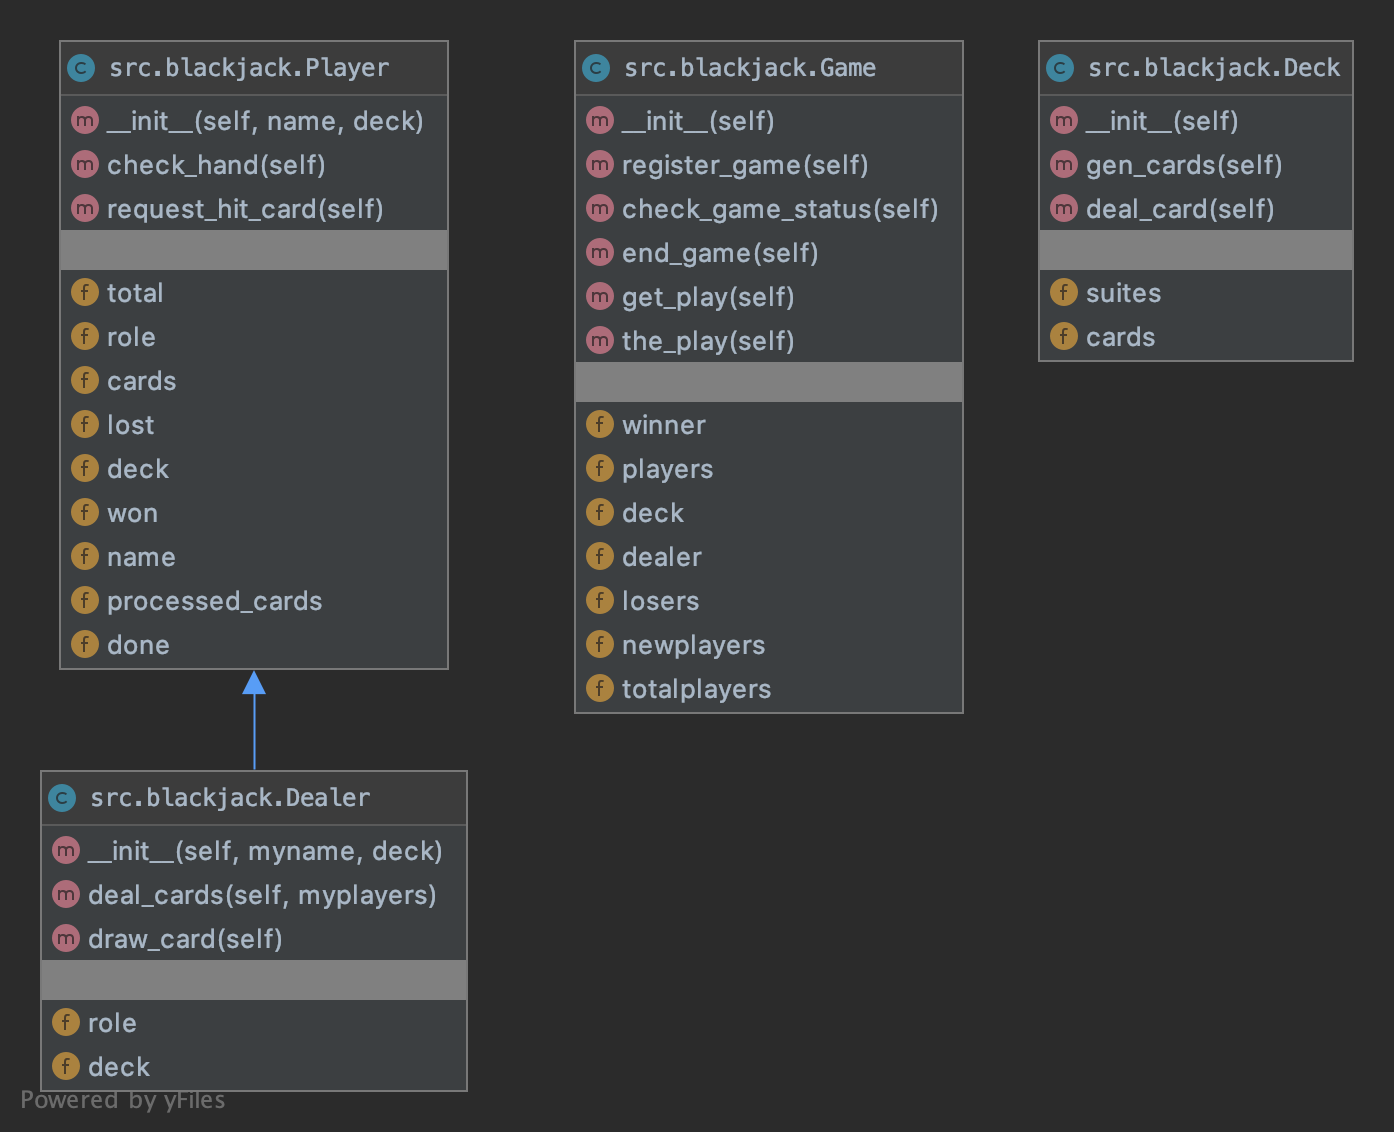 src.blackjack.Player
__init__(self, name, deck)
check_hand(self)
request_hit_card(self)
total
role
cards
lost
deck
won
name
processed_cards
done
src.blackjack.Game
__init__(self)
register_game(self)
check_game_status(self)
end_game(self)
get_play(self)
the_play(self)
winner
players
deck
dealer
losers
newplayers
totalplayers
src.blackjack.Deck
__init__(self)
gen_cards(self)
deal_card(self)
suites
cards
src.blackjack.Dealer
__init__(self, myname, deck)
deal_cards(self, myplayers)
draw_card(self)
role
deck
Powered by yFiles